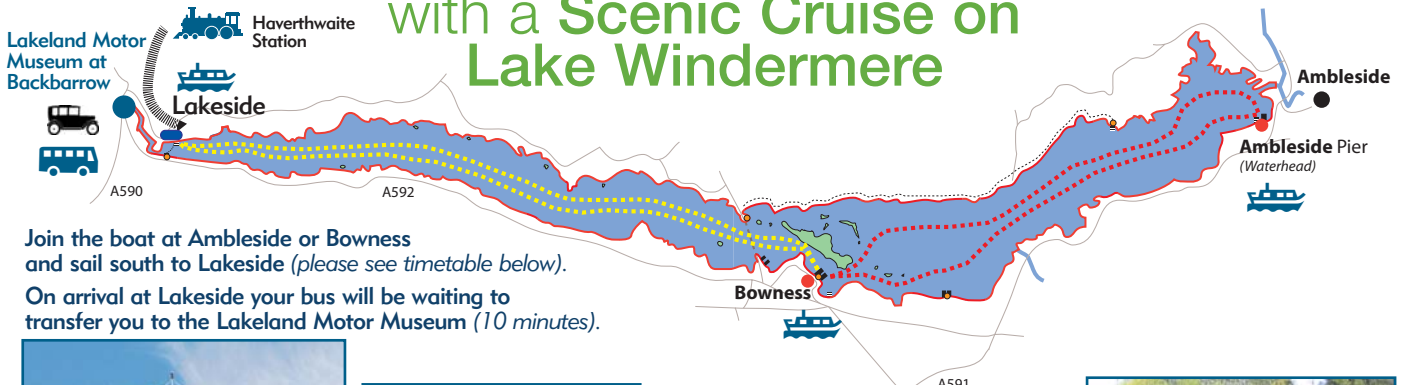 with a Scenic Cruise on
Lake Windermere
Haverthwaite
Station
Lakeland Motor
Museum at
Backbarrow
Lakeside
Ambleside
Ambleside Pier
(Waterhead)
A590
A592
Join the boat at Ambleside or Bowness
and sail south to Lakeside (please see timetable below).
On arrival at Lakeside your bus will be waiting to
transfer you to the Lakeland Motor Museum (10 minutes).
Bowness
A591